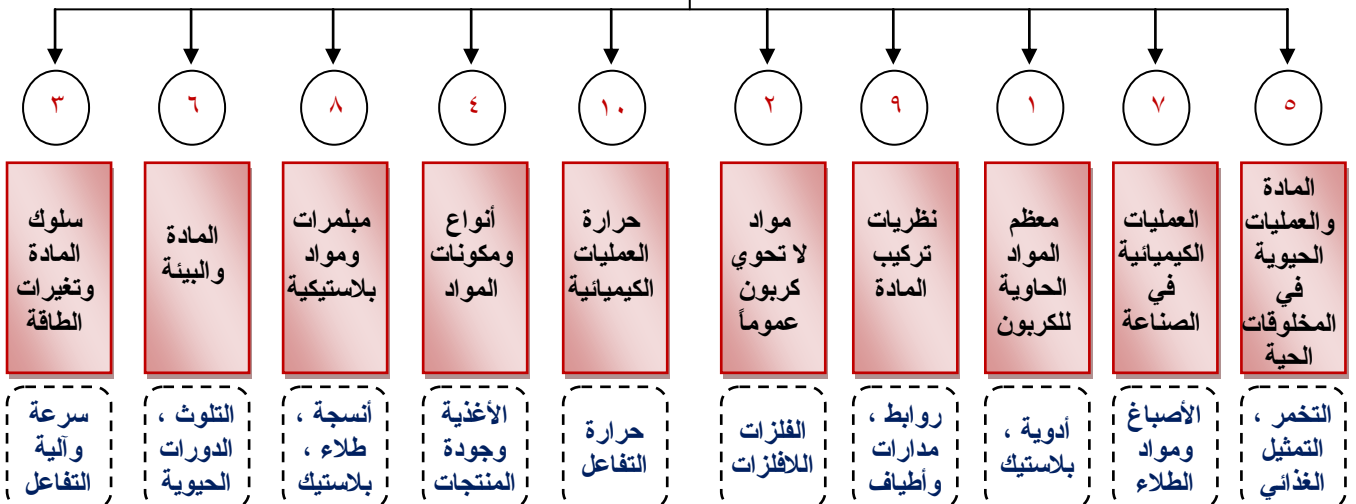 ٥
٧
١
٩
٢
١٠
٤
٨
٦
٣
المادة
والعمليات
الحيوية
في
المخلوقات
الحية
العمليات
الكيميائية
في
الصناعة
معظم
المواد
الحاوية
للكربون
نظريات
تركيب
المادة
مواد
لا تحوي
كربون
عموماً
حرارة
العمليات
الكيميائية
أنواع
ومكونات
المواد
مبلمرات
ومواد
بلاستيكية
المادة
والبيئة
سلوك
المادة
وتغيرات
الطاقة
التخمر ،
التمثيل
الغذائي
الأصباغ
ومواد
الطلاء
أدوية ،
بلاستيك
روابط ،
مدارات
وأطياف
الفلزات
اللافلزات
حرارة
التفاعل
الأغذية
وجودة
المنتجات
أنسجة ،
طلاء ،
بلاستيك
التلوث ،
الدورات
الحيوية
سرعة
وآلية
التفاعل